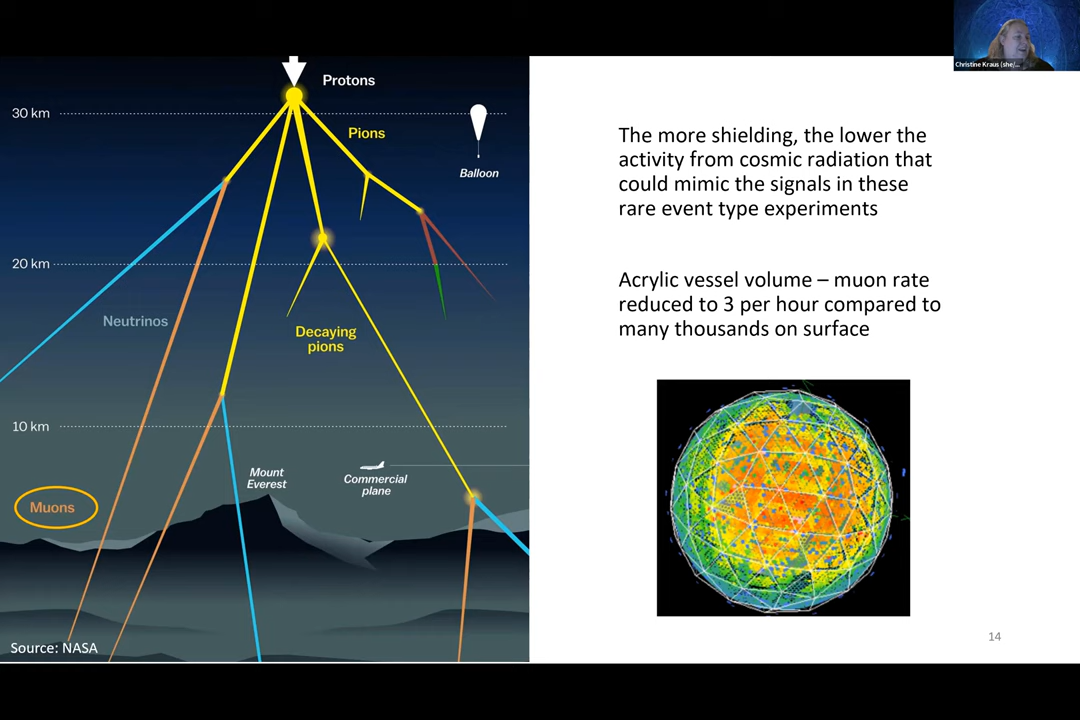 Christine Kraus (she/...
Protons
30 km
Pions
Balloon
20 km
Neutrinos
Decaying
pions
10 km
Mount
Everest
Commercial
plane
Muons
Source: NASA
The more shielding, the lower the
activity from cosmic radiation that
could mimic the signals in these
rare event type experiments
Acrylic vessel volume – muon rate
reduced to 3 per hour compared to
many thousands on surface
14